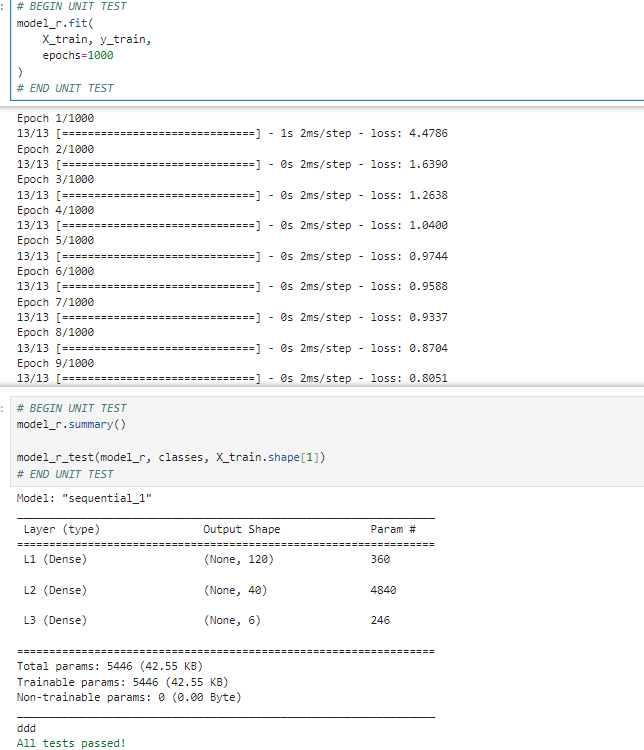 # BEGIN UNIT TEST
model_r.fit(
    X_train, y_train,
    epochs=1000
)
# END UNIT TEST
Epoch 1/1000
13/13 [==============================] - 1s 2ms/step - loss: 4.4786
Epoch 2/1000
13/13 [==============================] - 0s 2ms/step - loss: 1.6390
Epoch 3/1000
13/13 [==============================] - 0s 2ms/step - loss: 1.2638
Epoch 4/1000
13/13 [==============================] - 0s 2ms/step - loss: 1.0400
Epoch 5/1000
13/13 [==============================] - 0s 2ms/step - loss: 0.9744
Epoch 6/1000
13/13 [==============================] - 0s 2ms/step - loss: 0.9588
Epoch 7/1000
13/13 [==============================] - 0s 2ms/step - loss: 0.9337
Epoch 8/1000
13/13 [==============================] - 0s 2ms/step - loss: 0.8704
Epoch 9/1000
13/13 [==============================] - 0s 2ms/step - loss: 0.8051
# BEGIN UNIT TEST
model_r.summary()
model_r_test(model_r, classes, X_train.shape[1])
# END UNIT TEST
Model: "sequential_1"
_________________________________________________________________
Layer (type)                Output Shape              Param #
=================================================================
L1 (Dense)                  (None, 120)               360
L2 (Dense)                  (None, 40)                4840
L3 (Dense)                  (None, 6)                 246
=================================================================
Total params: 5446 (42.55 KB)
Trainable params: 5446 (42.55 KB)
Non-trainable params: 0 (0.00 Byte)
_________________________________________________________________
ddd
All tests passed!